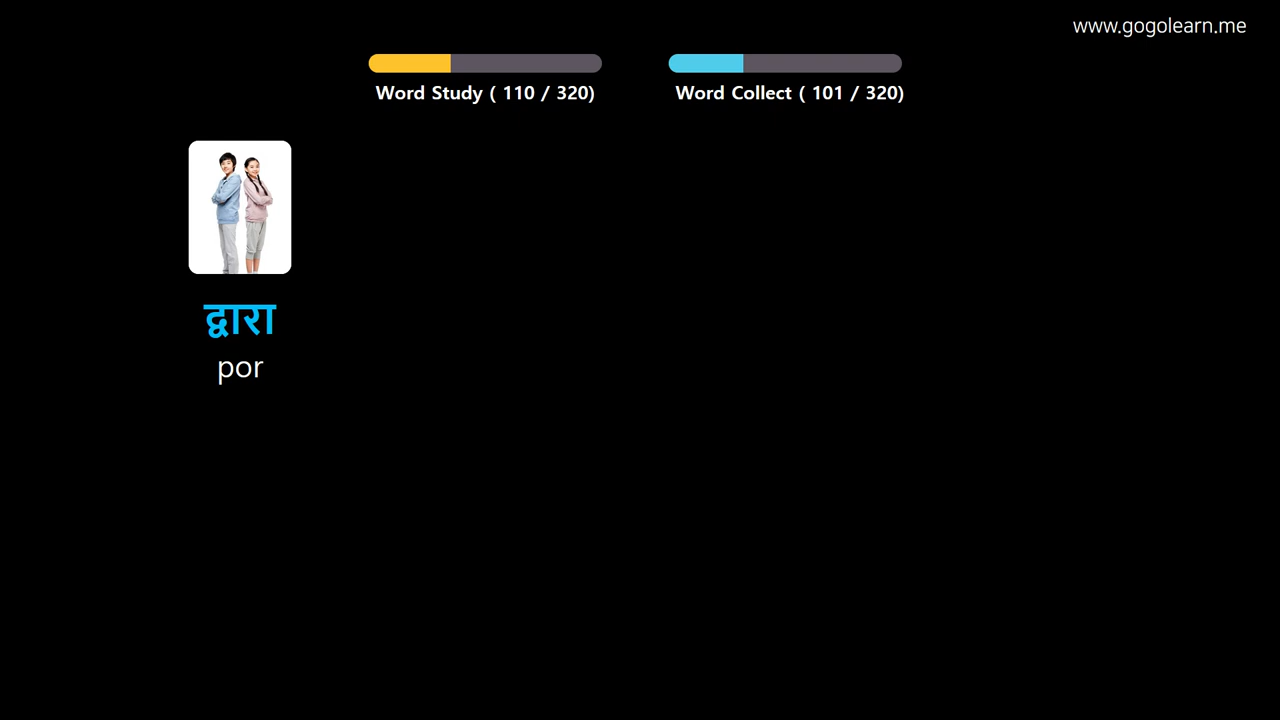 www.gogolearn.me
Word Study ( 110 / 320)
Word Collect ( 101 / 320)
द्वारा
por